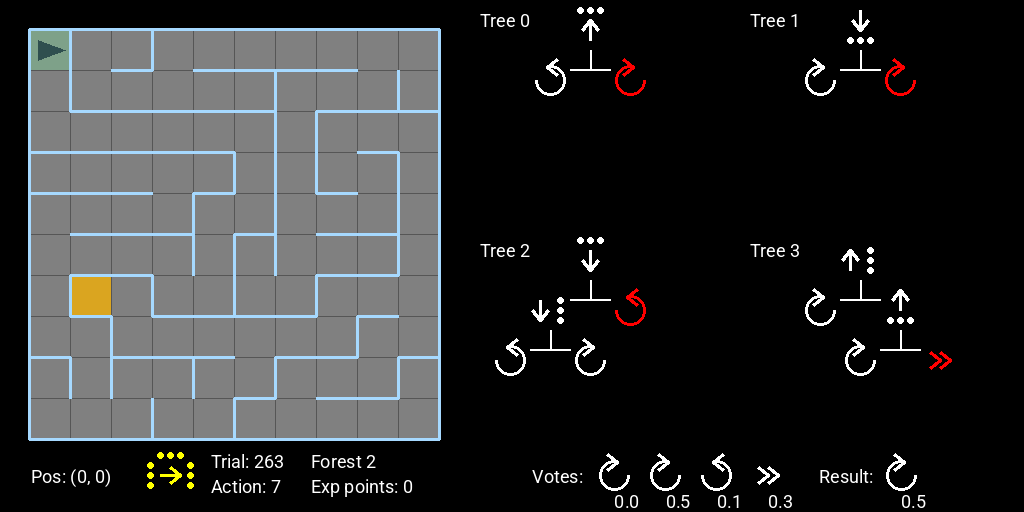 Tree 0
Tree 1
Tree 2
Tree 3
Pos: (0, 0)
Trial: 263
Forest 2
Action: 7
Exp points: 0
Votes:
0.0
0.5
0.1
0.3
Result:
0.5